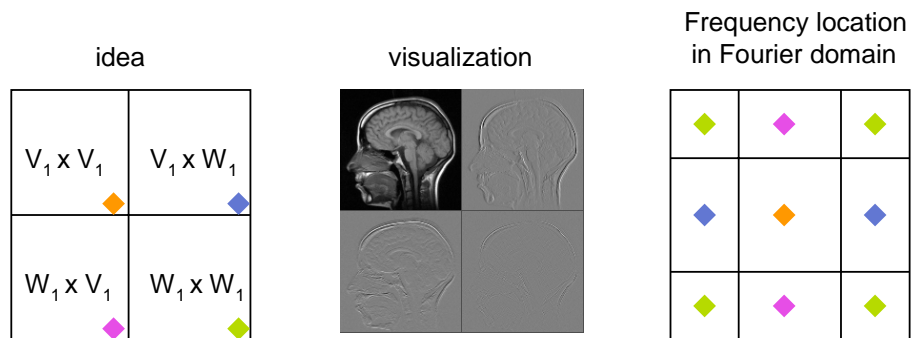 idea
visualization
Frequency location
in Fourier domain
V₁ x V₁
V₁ x W₁
W₁ x V₁
W₁ x W₁